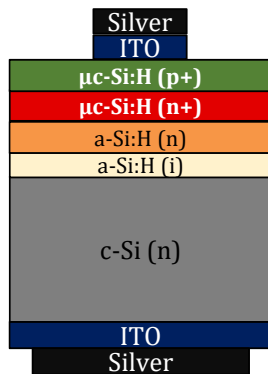 Silver
ITO
μc-Si:H (p+)
μc-Si:H (n+)
a-Si:H (n)
a-Si:H (i)
c-Si (n)
ITO
Silver